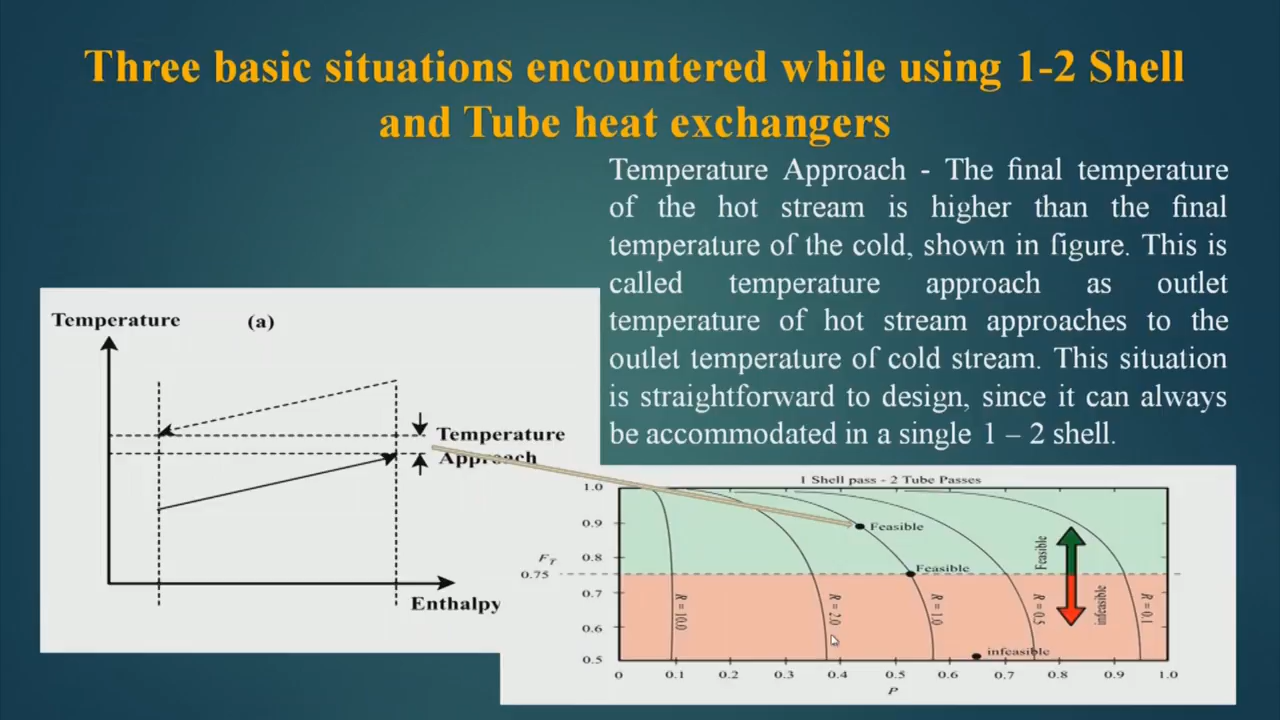 Three basic situations encountered while using 1-2 Shell
and Tube heat exchangers
Temperature Approach - The final temperature
of the hot stream is higher than the final
temperature of the cold, shown in figure. This is
called temperature approach as outlet
temperature of hot stream approaches to the
outlet temperature of cold stream. This situation
is straightforward to design, since it can always
be accommodated in a single 1 – 2 shell.
Temperature
(a)
Temperature
Approach
Enthalpy
1 Shell pass - 2 Tube Passes
1.0
0.9
0.8
0.75
0.7
0.6
0.5
F_T
Feasible
Feasible
infeasible
Feasible
infeasible
R = 10.0
R = 2.0
R = 1.0
R = 0.5
R = 0.1
0 0.1 0.2 0.3 0.4 0.5 0.6 0.7 0.8 0.9 1.0
P